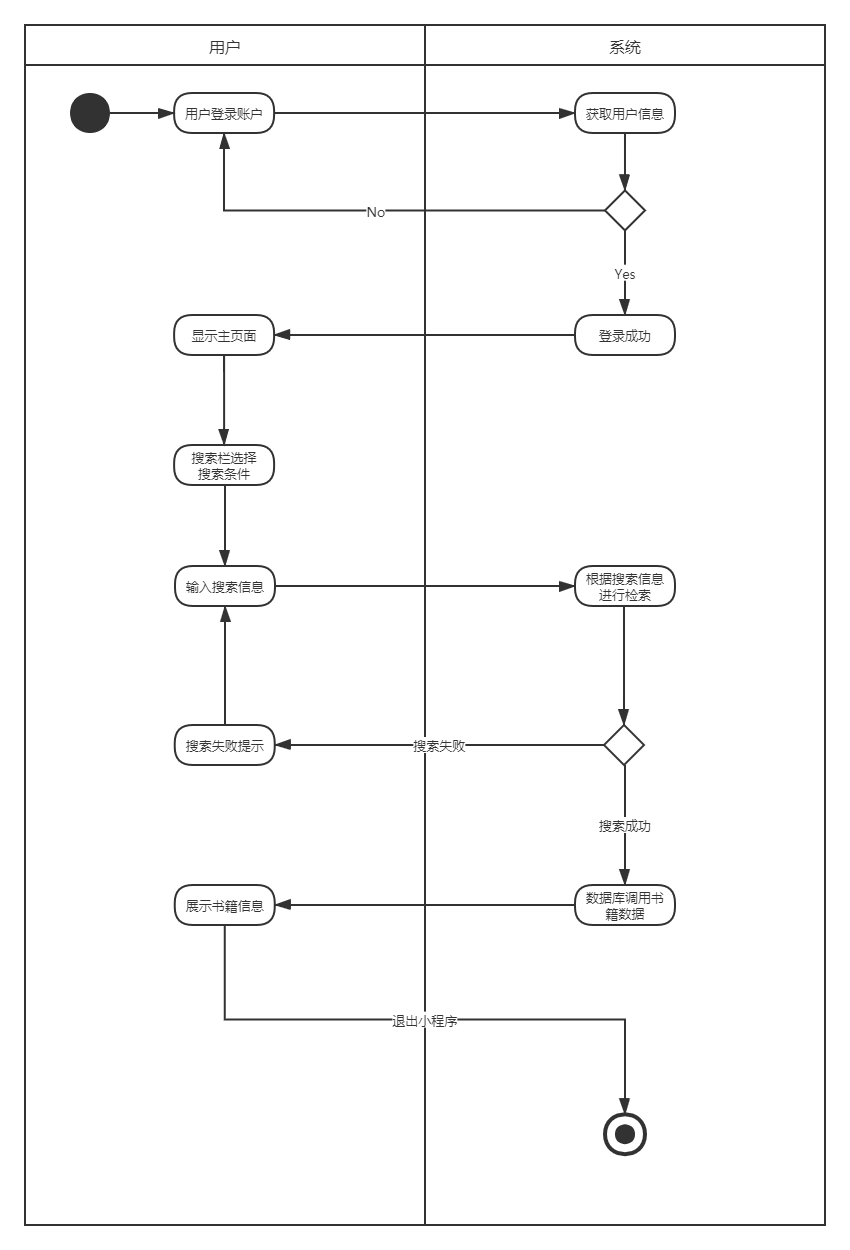 用户
系统
用户登录账户
获取用户信息
No
Yes
显示主页面
登录成功
搜索栏选择
搜索条件
输入搜索信息
根据搜索信息
进行检索
搜索失败提示
搜索失败
搜索成功
展示书籍信息
数据库调用书
籍数据
退出小程序